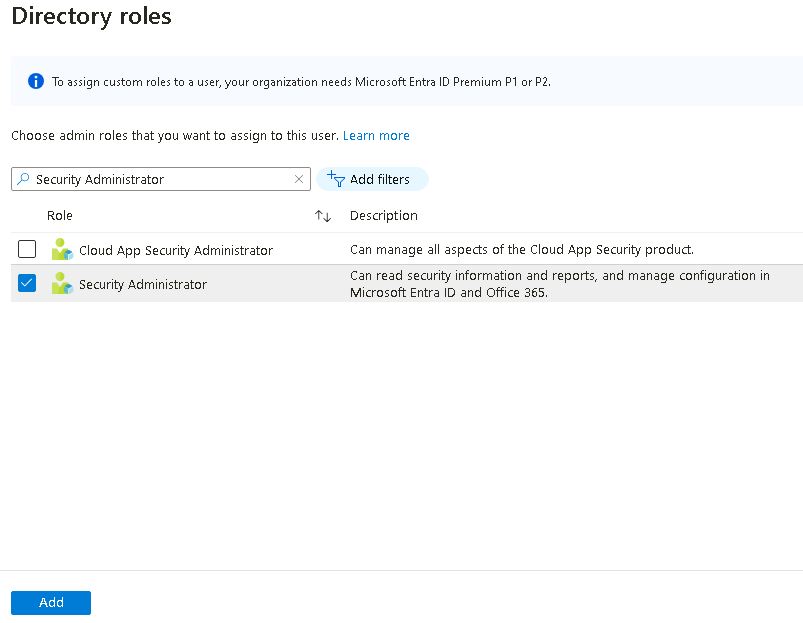 Directory roles
To assign custom roles to a user, your organization needs Microsoft Entra ID Premium P1 or P2.
Choose admin roles that you want to assign to this user. Learn more
Security Administrator
Add filters
Role
Description
Cloud App Security Administrator
Can manage all aspects of the Cloud App Security product.
Security Administrator
Can read security information and reports, and manage configuration in
Microsoft Entra ID and Office 365.
Add